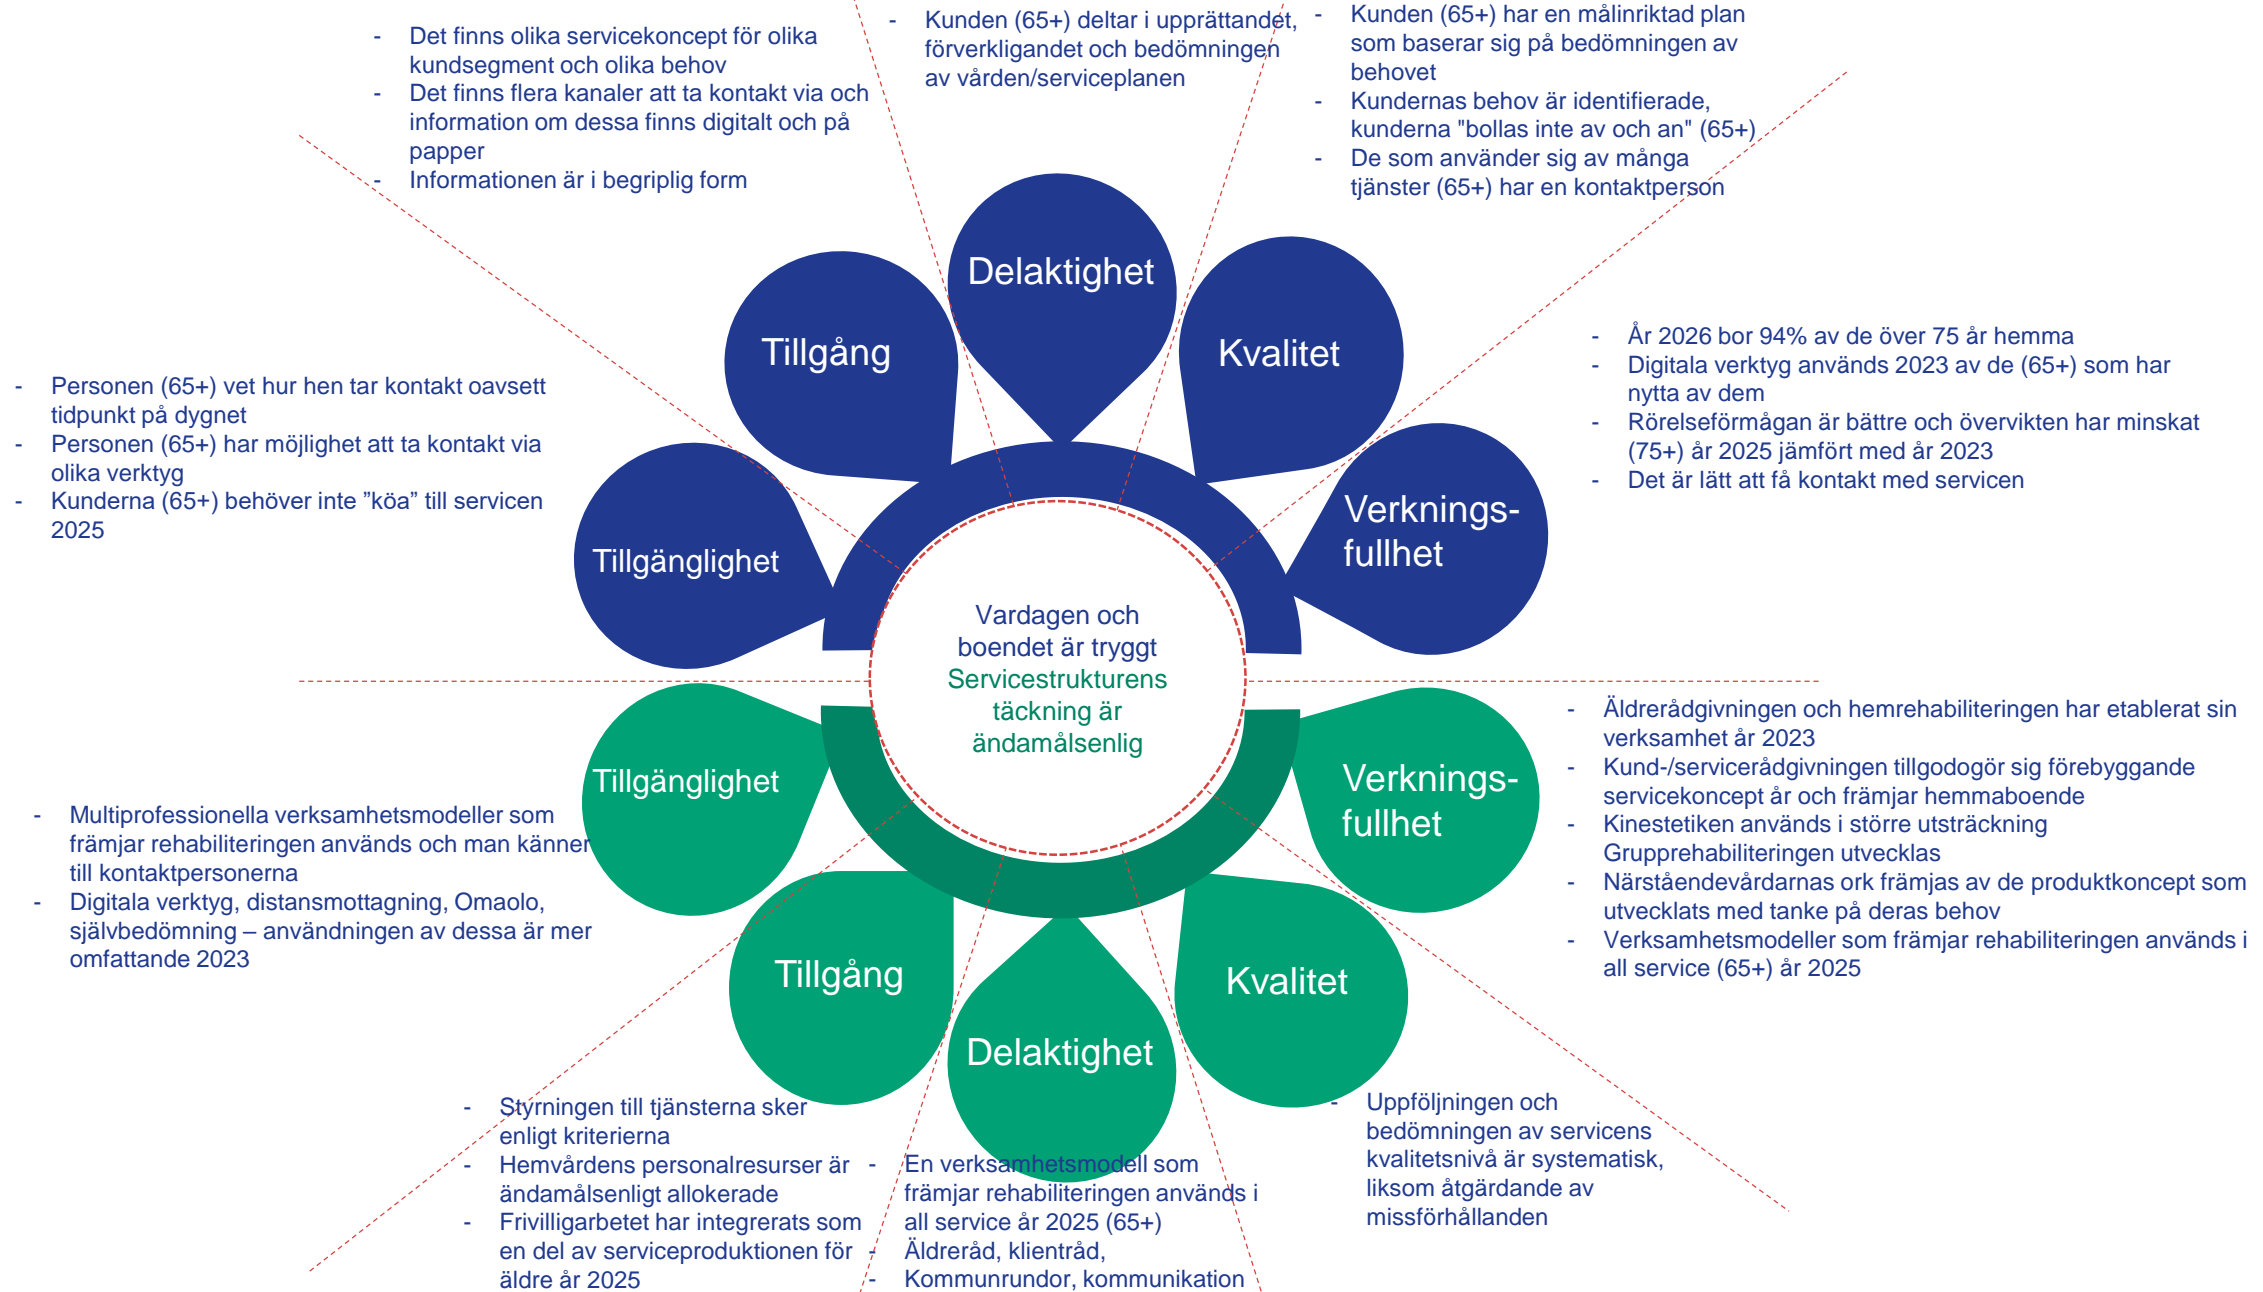 - Det finns olika servicekoncept för olika
kundsegment och olika behov
- Det finns flera kanaler att ta kontakt via och
information om dessa finns digitalt och på
papper
- Informationen är i begriplig form
- Kunden (65+) deltar i upprättandet,
förverkligandet och bedömningen
av vården/serviceplanen
- Kunden (65+) har en målinriktad plan
som baserar sig på bedömningen av
behovet
- Kundernas behov är identifierade,
kunderna "bollas inte av och an" (65+)
- De som använder sig av många
tjänster (65+) har en kontaktperson
Delaktighet
Tillgång
Kvalitet
- Personen (65+) vet hur hen tar kontakt oavsett
tidpunkt på dygnet
- Personen (65+) har möjlighet att ta kontakt via
olika verktyg
- Kunderna (65+) behöver inte ”köa” till servicen
2025
- År 2026 bor 94% av de över 75 år hemma
- Digitala verktyg används 2023 av de (65+) som har
nytta av dem
- Rörelseförmågan är bättre och övervikten har minskat
(75+) år 2025 jämfört med år 2023
- Det är lätt att få kontakt med servicen
Tillgänglighet
Verknings-
fullhet
Vardagen och
boendet är tryggt
Servicestrukturens
täckning är
ändamålsenlig
Tillgänglighet
Verknings-
fullhet
- Multiprofessionella verksamhetsmodeller som
främjar rehabiliteringen används och man känner
till kontaktpersonerna
- Digitala verktyg, distansmottagning, Omaolo,
självbedömning – användningen av dessa är mer
omfattande 2023
- Äldrerådgivningen och hemrehabiliteringen har etablerat sin
verksamhet år 2023
- Kund-/servicerådgivningen tillgodogör sig förebyggande
servicekoncept år och främjar hemmaboende
- Kinestetiken används i större utsträckning
Grupprehabiliteringen utvecklas
- Närståendevårdarnas ork främjas av de produktkoncept som
utvecklats med tanke på deras behov
- Verksamhetsmodeller som främjar rehabiliteringen används i
all service (65+) år 2025
Tillgång
Kvalitet
Delaktighet
- Styrningen till tjänsterna sker
enligt kriterierna
- Hemvårdens personalresurser är
ändamålsenligt allokerade
- Frivilligarbetet har integrerats som
en del av serviceproduktionen för
äldre år 2025
- En verksamhetsmodell som
främjar rehabiliteringen används i
all service år 2025 (65+)
- Äldreråd, klientråd,
- Kommunrundor, kommunikation
- Uppföljningen och
bedömningen av servicens
kvalitetsnivå är systematisk,
liksom åtgärdande av
missförhållanden